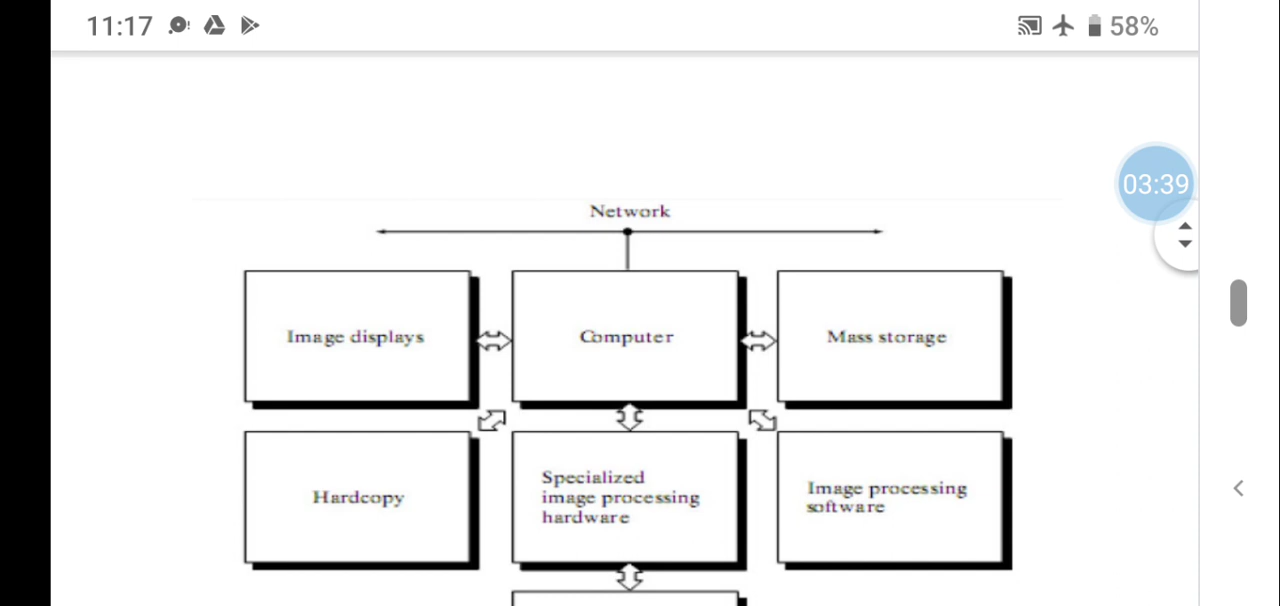 11:17
58%
03:39
Network
Image displays
Computer
Mass storage
Hardcopy
Specialized
image processing
hardware
Image processing
software